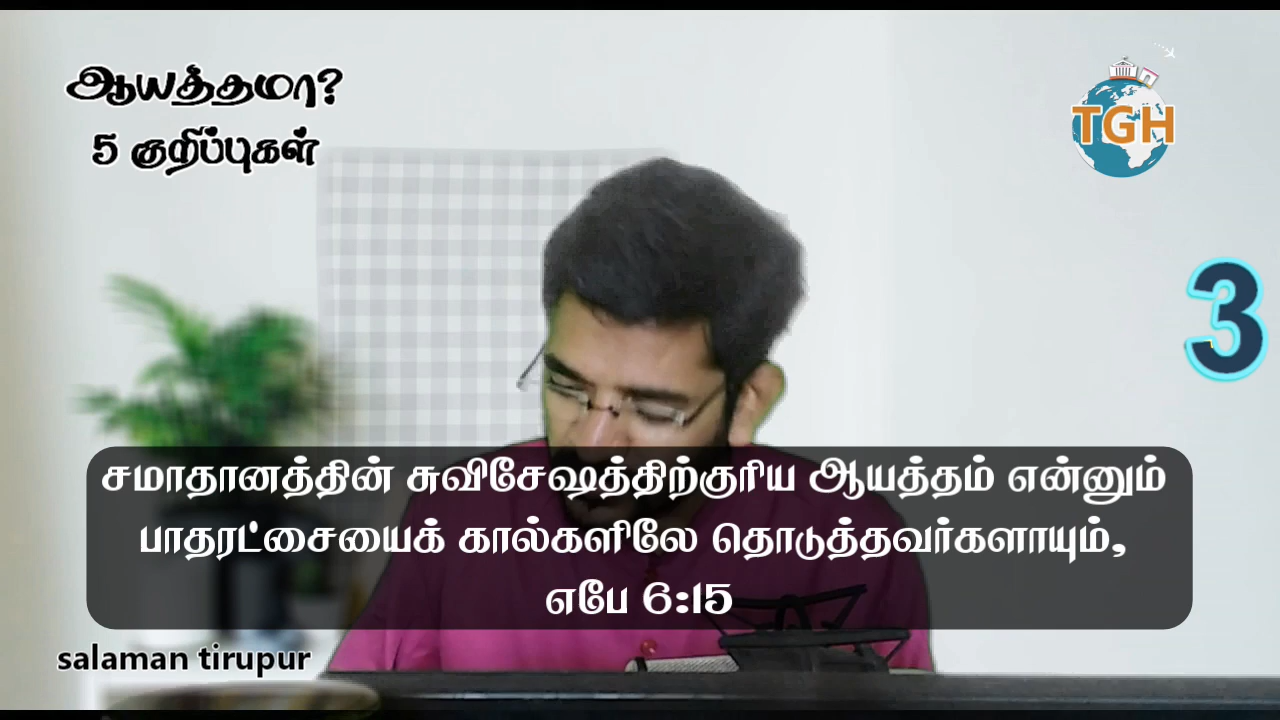 ஆயத்தமா?
5 குறிப்புகள்
TGH
3
சமாதானத்தின் சுவிசேஷத்திற்குரிய ஆயத்தம் என்னும்
பாதரட்சையைக் கால்களிலே தொடுத்தவர்களாயும்,
எபே 6:15
salaman tirupur